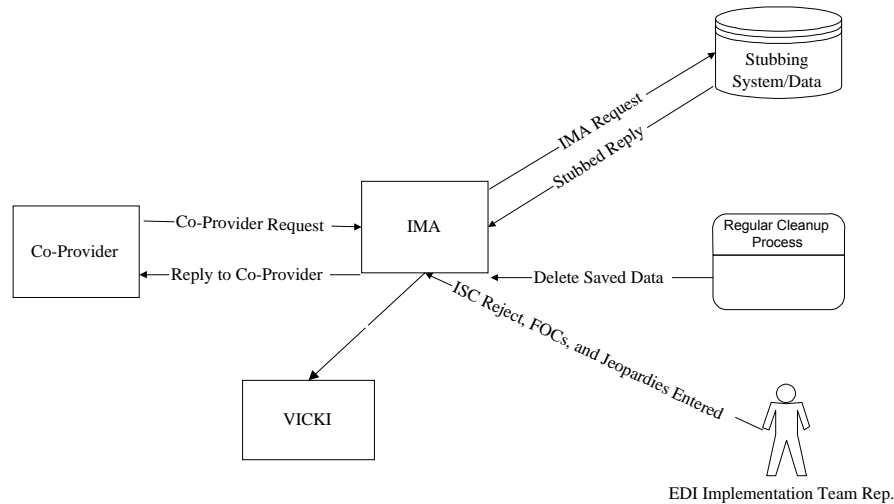 Stubbing
System/Data
IMA Request
Stubbed Reply
Co-Provider
Co-Provider Request
Reply to Co-Provider
IMA
Regular Cleanup
Process
Delete Saved Data
ISC Reject, FOCs, and Jeopardies Entered
VICKI
EDI Implementation Team Rep.